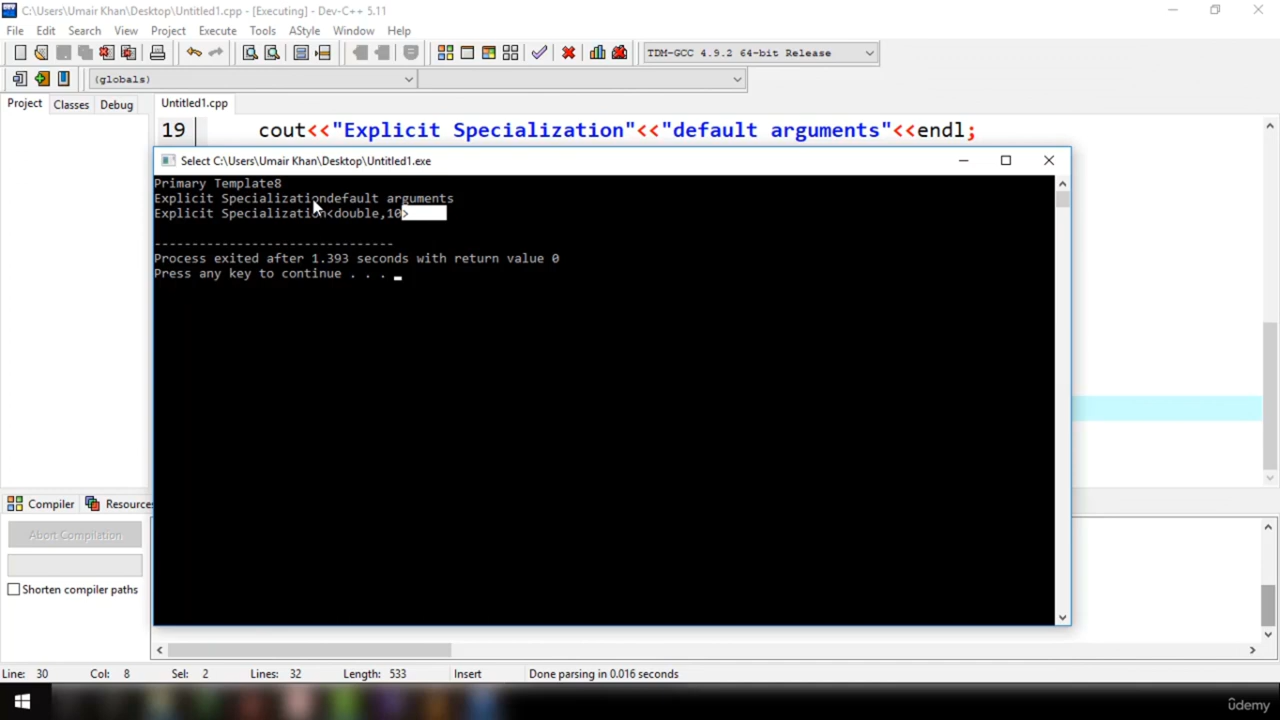 C:\Users\Umair Khan\Desktop\Untitled1.cpp - [Executing] - Dev-C++ 5.11
File Edit Search View Project Execute Tools AStyle Window Help
TDM-GCC 4.9.2 64-bit Release
(globals)
Project Classes Debug Untitled1.cpp
19 cout<<"Explicit Specialization"<<"default arguments"<<endl;
Select C:\Users\Umair Khan\Desktop\Untitled1.exe
Primary Template8
Explicit Specializationdefault arguments
Explicit Specialization<double,10>
--------------------------------
Process exited after 1.393 seconds with return value 0
Press any key to continue . . .
Compiler Resources
Abort Compilation
Shorten compiler paths
Line: 30 Col: 8 Sel: 2 Lines: 32 Length: 533 Insert Done parsing in 0.016 seconds
ûdemy